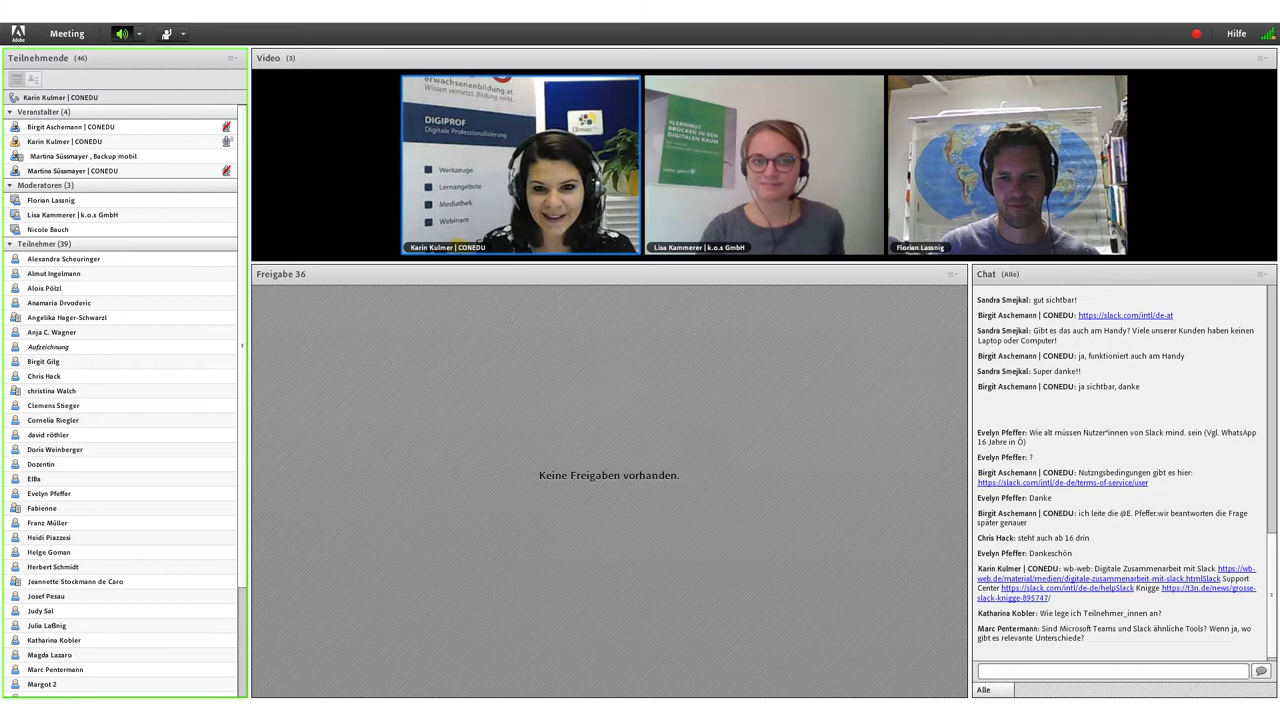 Adobe
Meeting
Hilfe
Teilnehmende (46)
Karin Kulmer | CONEDU
Veranstalter (4)
Birgit Aschemann | CONEDU
Karin Kulmer | CONEDU
Martina Süssmayer , Backup mobil
Martina Süssmayer | CONEDU
Moderatoren (3)
Florian Lassnig
Lisa Kammerer | k.o.s GmbH
Nicole Bauch
Teilnehmer (39)
Alexandra Scheuringer
Almut Ingelmann
Alois Pölzl
Anamaria Drvoderic
Angelika Hager-Schwarzl
Anja C. Wagner
Aufzeichnung
Birgit Gilg
Chris Hack
christina Walch
Clemens Stieger
Cornelia Riegler
david röthler
Doris Weinberger
Dozentin
ElBa
Evelyn Pfeffer
Fabienne
Franz Müller
Heidi Piazzesi
Helge Goman
Herbert Schmidt
Jeannette Stockmann de Caro
Josef Pesau
Judy Sal
Julia Laßnig
Katharina Kobler
Magda Lazaro
Marc Pentermann
Margot 2
Video (3)
erwachsenenbildung.at
Wissen vernetzt. Bildung wirkt.
DIGIPROF
Digitale Professionalisierung
Werkzeuge
Lernangebote
Mediathek
Webinare
Karin Kulmer | CONEDU
#LERNMUT
BRÜCKEN IN DEN
DIGITALEN RAUM
Lisa Kammerer | k.o.s GmbH
Florian Lassnig
Freigabe 36
Keine Freigaben vorhanden.
Chat (Alle)
Sandra Smejkal: gut sichtbar!
Birgit Aschemann | CONEDU: https://slack.com/intl/de-at
Sandra Smejkal: Gibt es das auch am Handy? Viele unserer Kunden haben keinen
Laptop oder Computer!
Birgit Aschemann | CONEDU: ja, funktioniert auch am Handy
Sandra Smejkal: Super danke!!
Birgit Aschemann | CONEDU: ja sichtbar, danke
Evelyn Pfeffer: Wie alt müssen Nutzer*innen von Slack mind. sein (Vgl. WhatsApp
16 Jahre in Ö)
Evelyn Pfeffer: ?
Birgit Aschemann | CONEDU: Nutzngsbedingungen gibt es hier:
https://slack.com/intl/de-de/terms-of-service/user
Evelyn Pfeffer: Danke
Birgit Aschemann | CONEDU: ich leite die @E. Pfeffer:wir beantworten die Frage
später genauer
Chris Hack: steht auch ab 16 drin
Evelyn Pfeffer: Dankeschön
Karin Kulmer | CONEDU: wb-web: Digitale Zusammenarbeit mit Slack https://wb-
web.de/material/medien/digitale-zusammenarbeit-mit-slack.htmlSlack Support
Center https://slack.com/intl/de-de/helpSlack Knigge https://t3n.de/news/grosse-
slack-knigge-895747/
Katharina Kobler: Wie lege ich Teilnehmer_innen an?
Marc Pentermann: Sind Microsoft Teams und Slack ähnliche Tools? Wenn ja, wo
gibt es relevante Unterschiede?
Alle